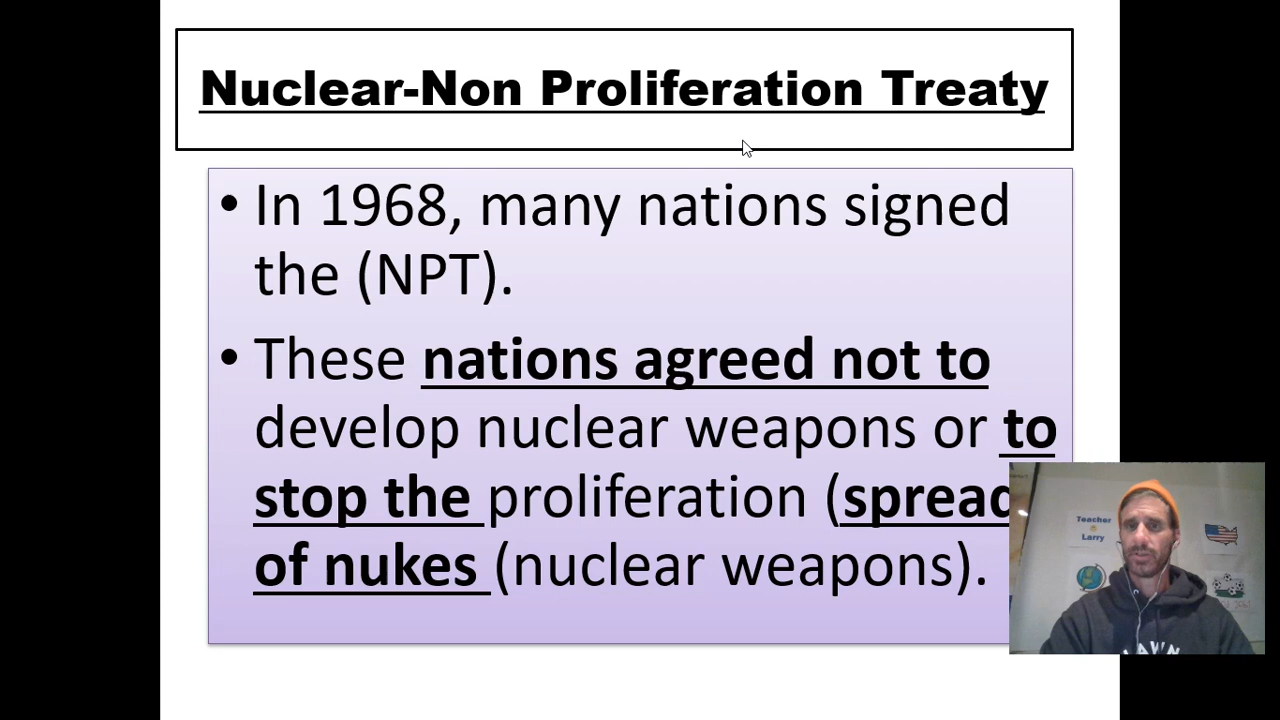 Nuclear-Non Proliferation Treaty
• In 1968, many nations signed
the (NPT).
• These nations agreed not to
develop nuclear weapons or to
stop the proliferation (spread
of nukes (nuclear weapons).
Teacher
Larry